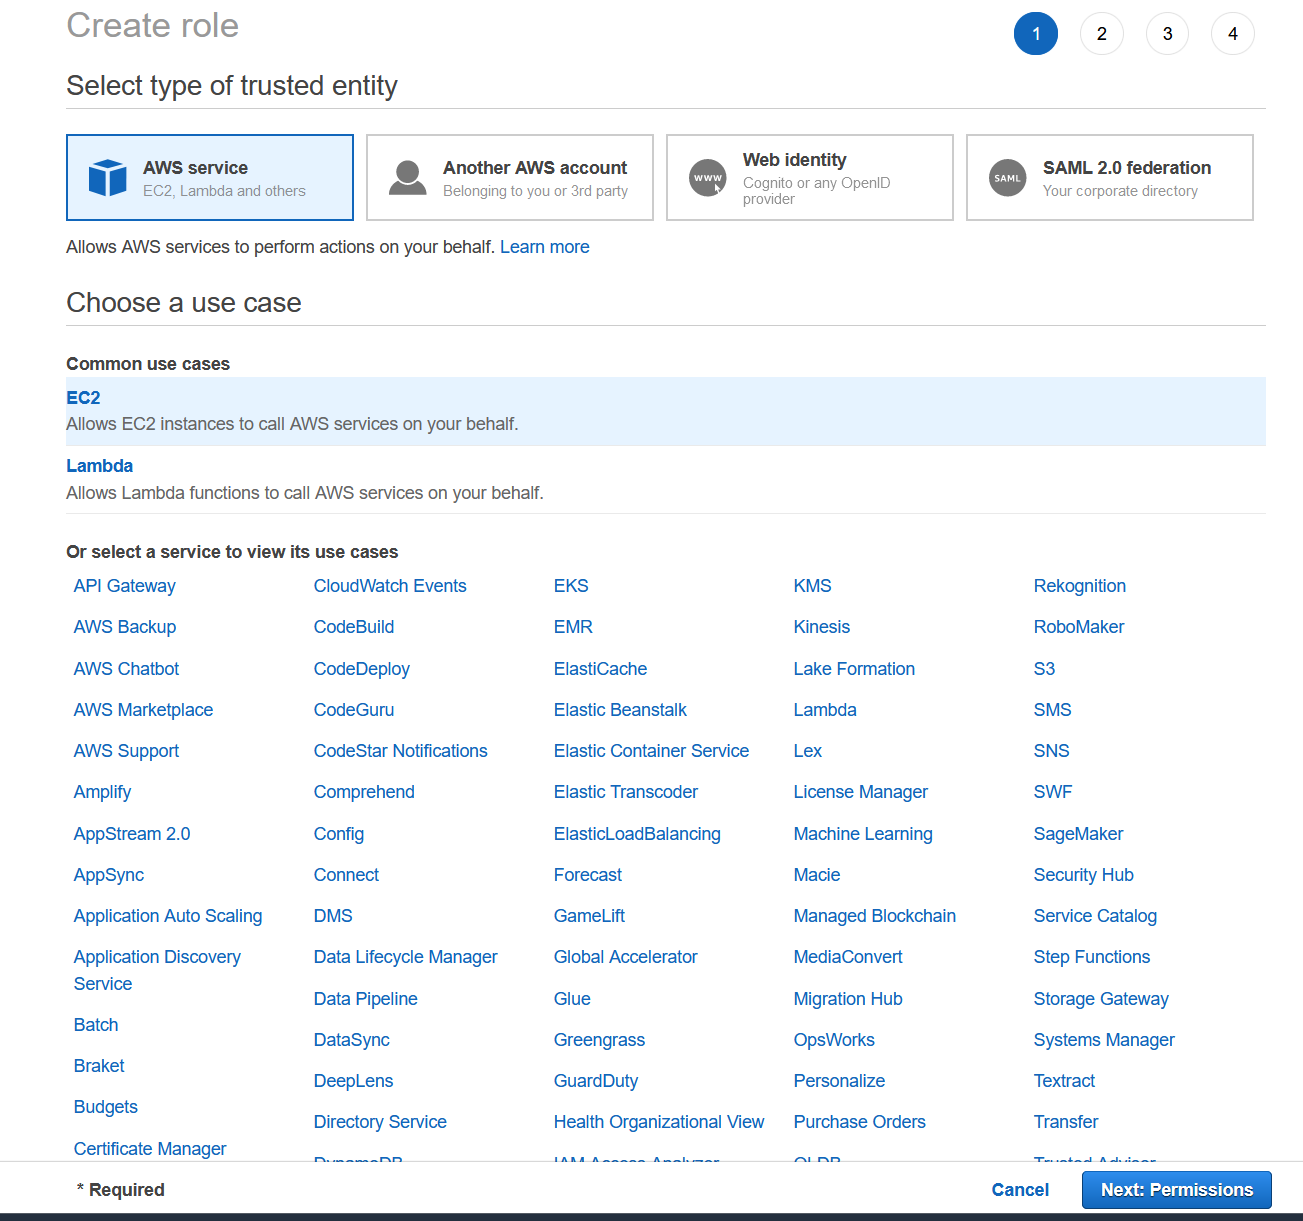 Create role
1 2 3 4
Select type of trusted entity
AWS service
EC2, Lambda and others
Another AWS account
Belonging to you or 3rd party
WWW
Web identity
Cognito or any OpenID
provider
SAML
SAML 2.0 federation
Your corporate directory
Allows AWS services to perform actions on your behalf. Learn more
Choose a use case
Common use cases
EC2
Allows EC2 instances to call AWS services on your behalf.
Lambda
Allows Lambda functions to call AWS services on your behalf.
Or select a service to view its use cases
API Gateway
AWS Backup
AWS Chatbot
AWS Marketplace
AWS Support
Amplify
AppStream 2.0
AppSync
Application Auto Scaling
Application Discovery
Service
Batch
Braket
Budgets
Certificate Manager
CloudWatch Events
CodeBuild
CodeDeploy
CodeGuru
CodeStar Notifications
Comprehend
Config
Connect
DMS
Data Lifecycle Manager
Data Pipeline
DataSync
DeepLens
Directory Service
DynamoDB
EKS
EMR
ElastiCache
Elastic Beanstalk
Elastic Container Service
Elastic Transcoder
ElasticLoadBalancing
Forecast
GameLift
Global Accelerator
Glue
Greengrass
GuardDuty
Health Organizational View
IAM Access Analyzer
KMS
Kinesis
Lake Formation
Lambda
Lex
License Manager
Machine Learning
Macie
Managed Blockchain
MediaConvert
Migration Hub
OpsWorks
Personalize
Purchase Orders
QLDB
Rekognition
RoboMaker
S3
SMS
SNS
SWF
SageMaker
Security Hub
Service Catalog
Step Functions
Storage Gateway
Systems Manager
Textract
Transfer
Trusted Advisor
* Required
Cancel
Next: Permissions